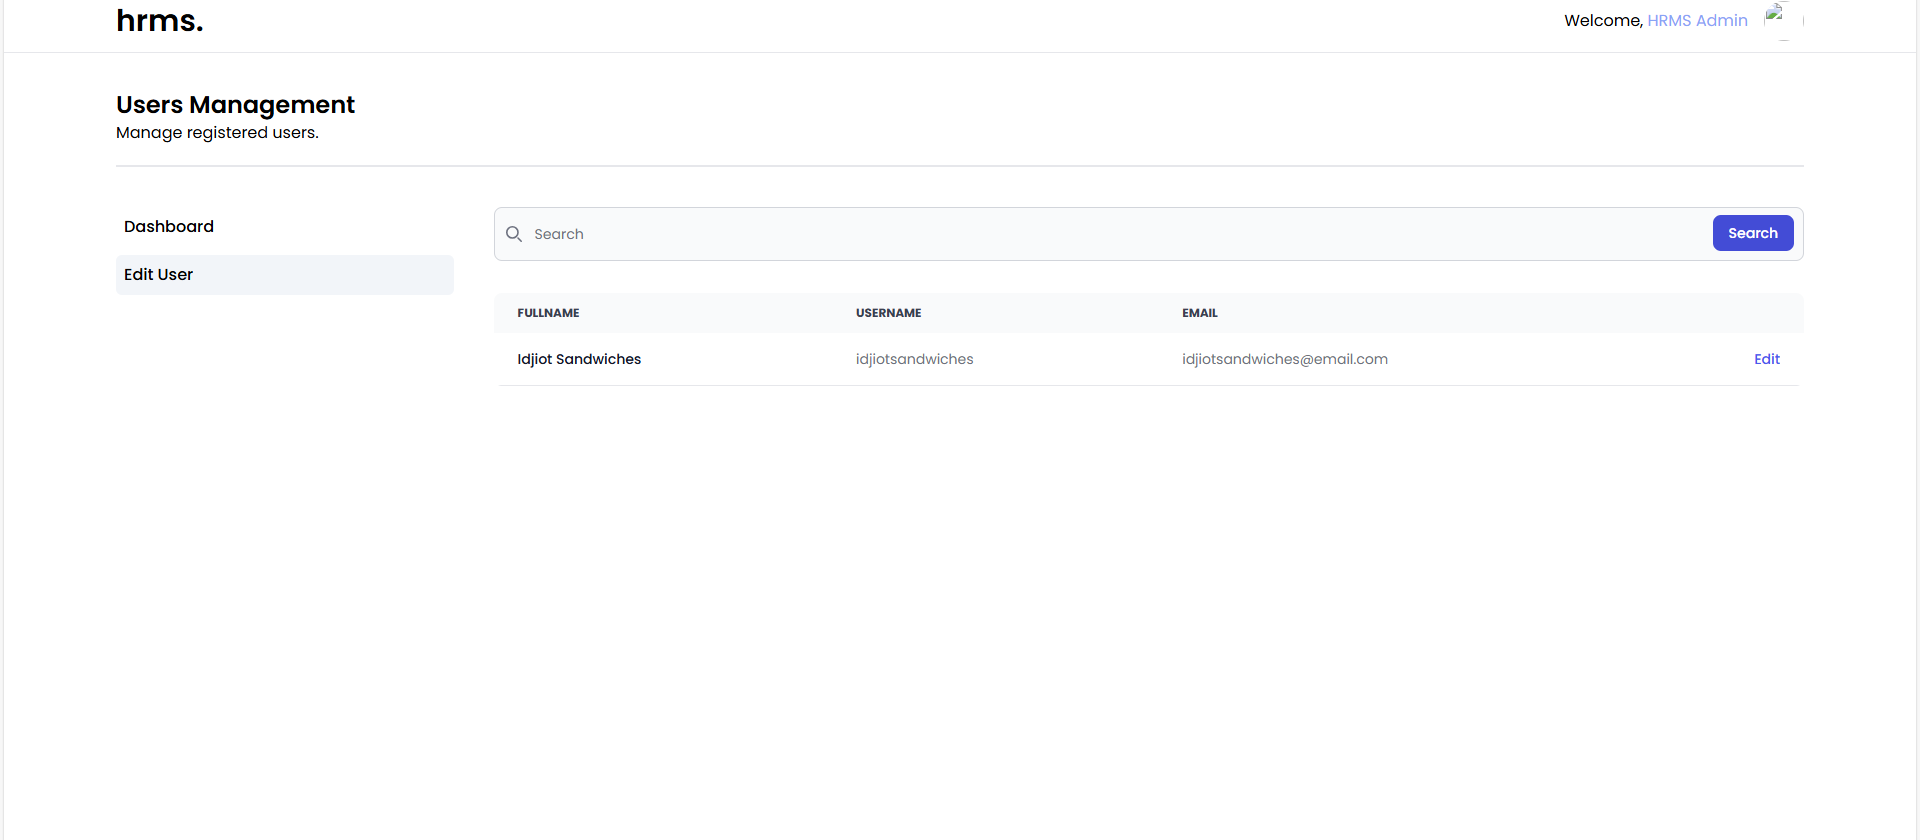 hrms.
Welcome, HRMS Admin
Users Management
Manage registered users.
Dashboard
Edit User
Search
Search
FULLNAME USERNAME EMAIL
Idjiot Sandwiches idjiotsandwiches idjiotsandwiches@email.com Edit